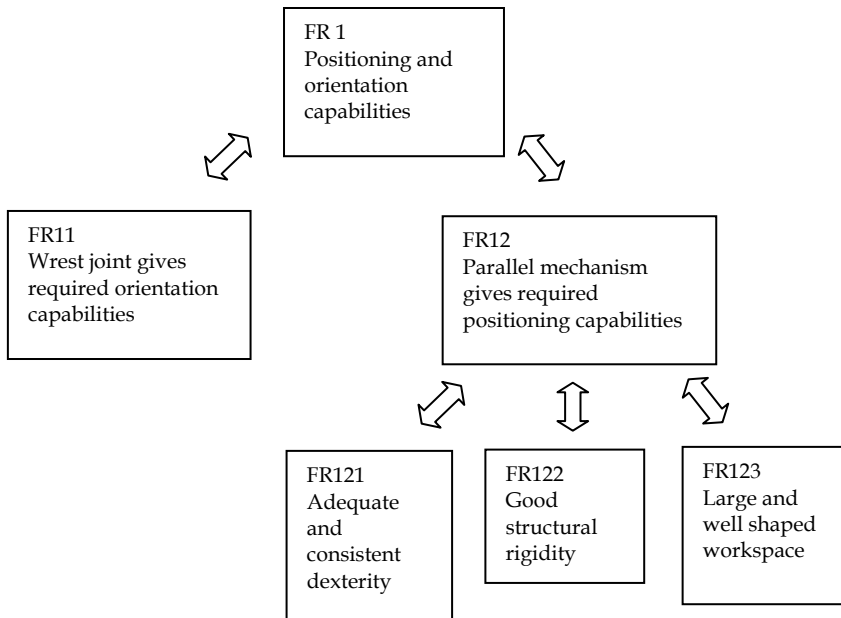 FR 1
Positioning and
orientation
capabilities
FR11
Wrest joint gives
required orientation
capabilities
FR12
Parallel mechanism
gives required
positioning capabilities
FR121
Adequate
and
consistent
dexterity
FR122
Good
structural
rigidity
FR123
Large and
well shaped
workspace